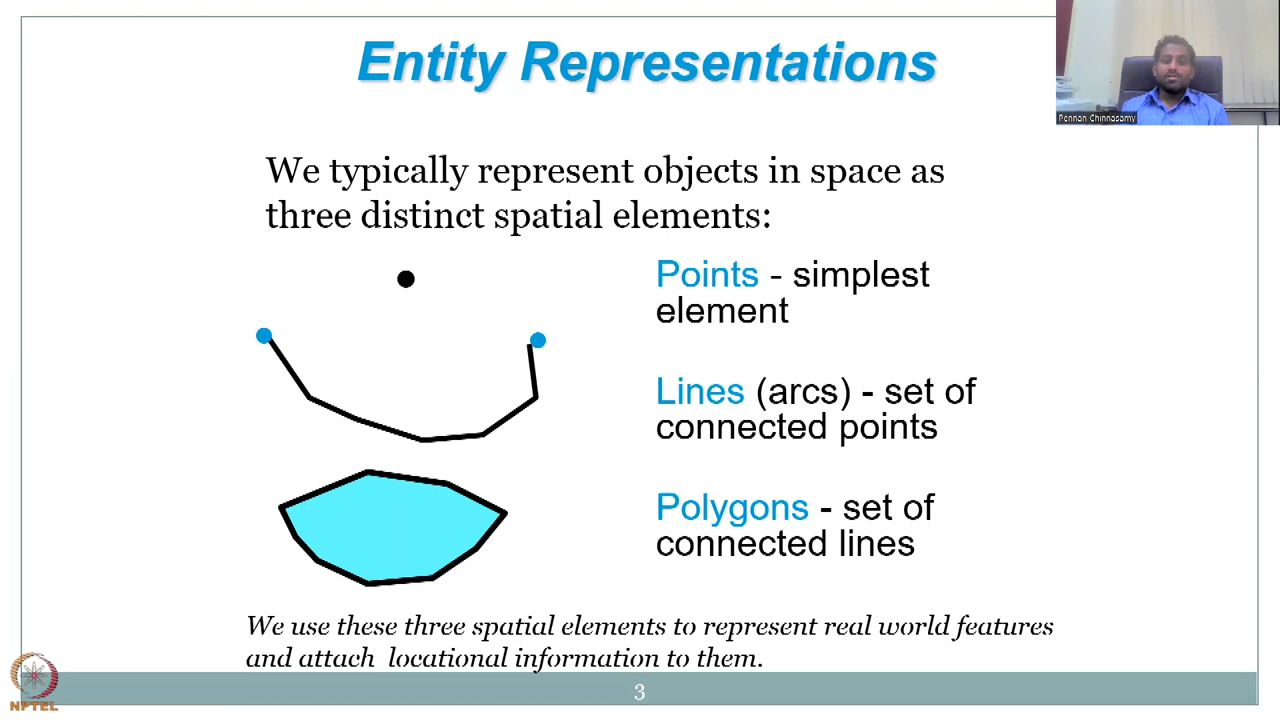 Entity Representations
Pennan Chinnasamy
We typically represent objects in space as
three distinct spatial elements:
Points - simplest
element
Lines (arcs) - set of
connected points
Polygons - set of
connected lines
We use these three spatial elements to represent real world features
and attach locational information to them.
3
NPTEL